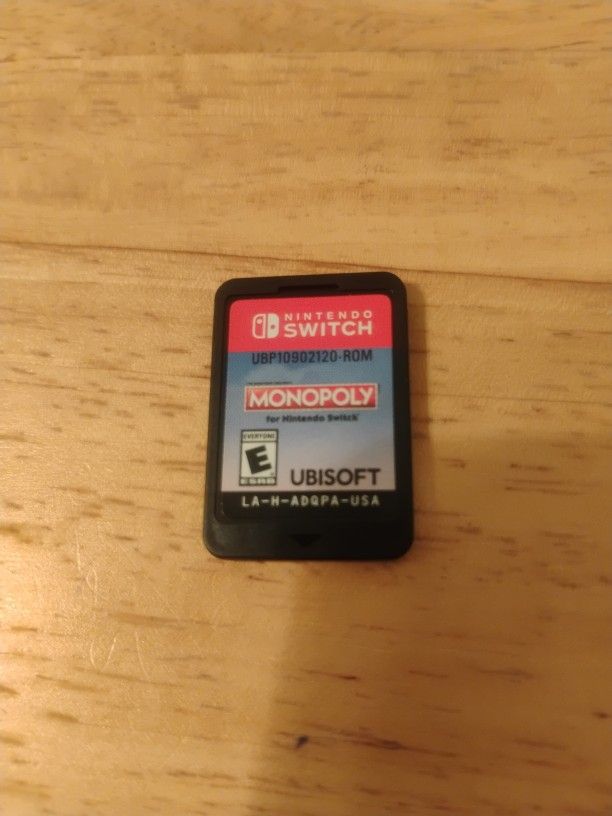 NINTENDO
SWITCH
UBP10902120-ROM
MONOPOLY
for Nintendo Switch
EVERYONE
E
ESRB
UBISOFT
LA-H-ADQPA-USA